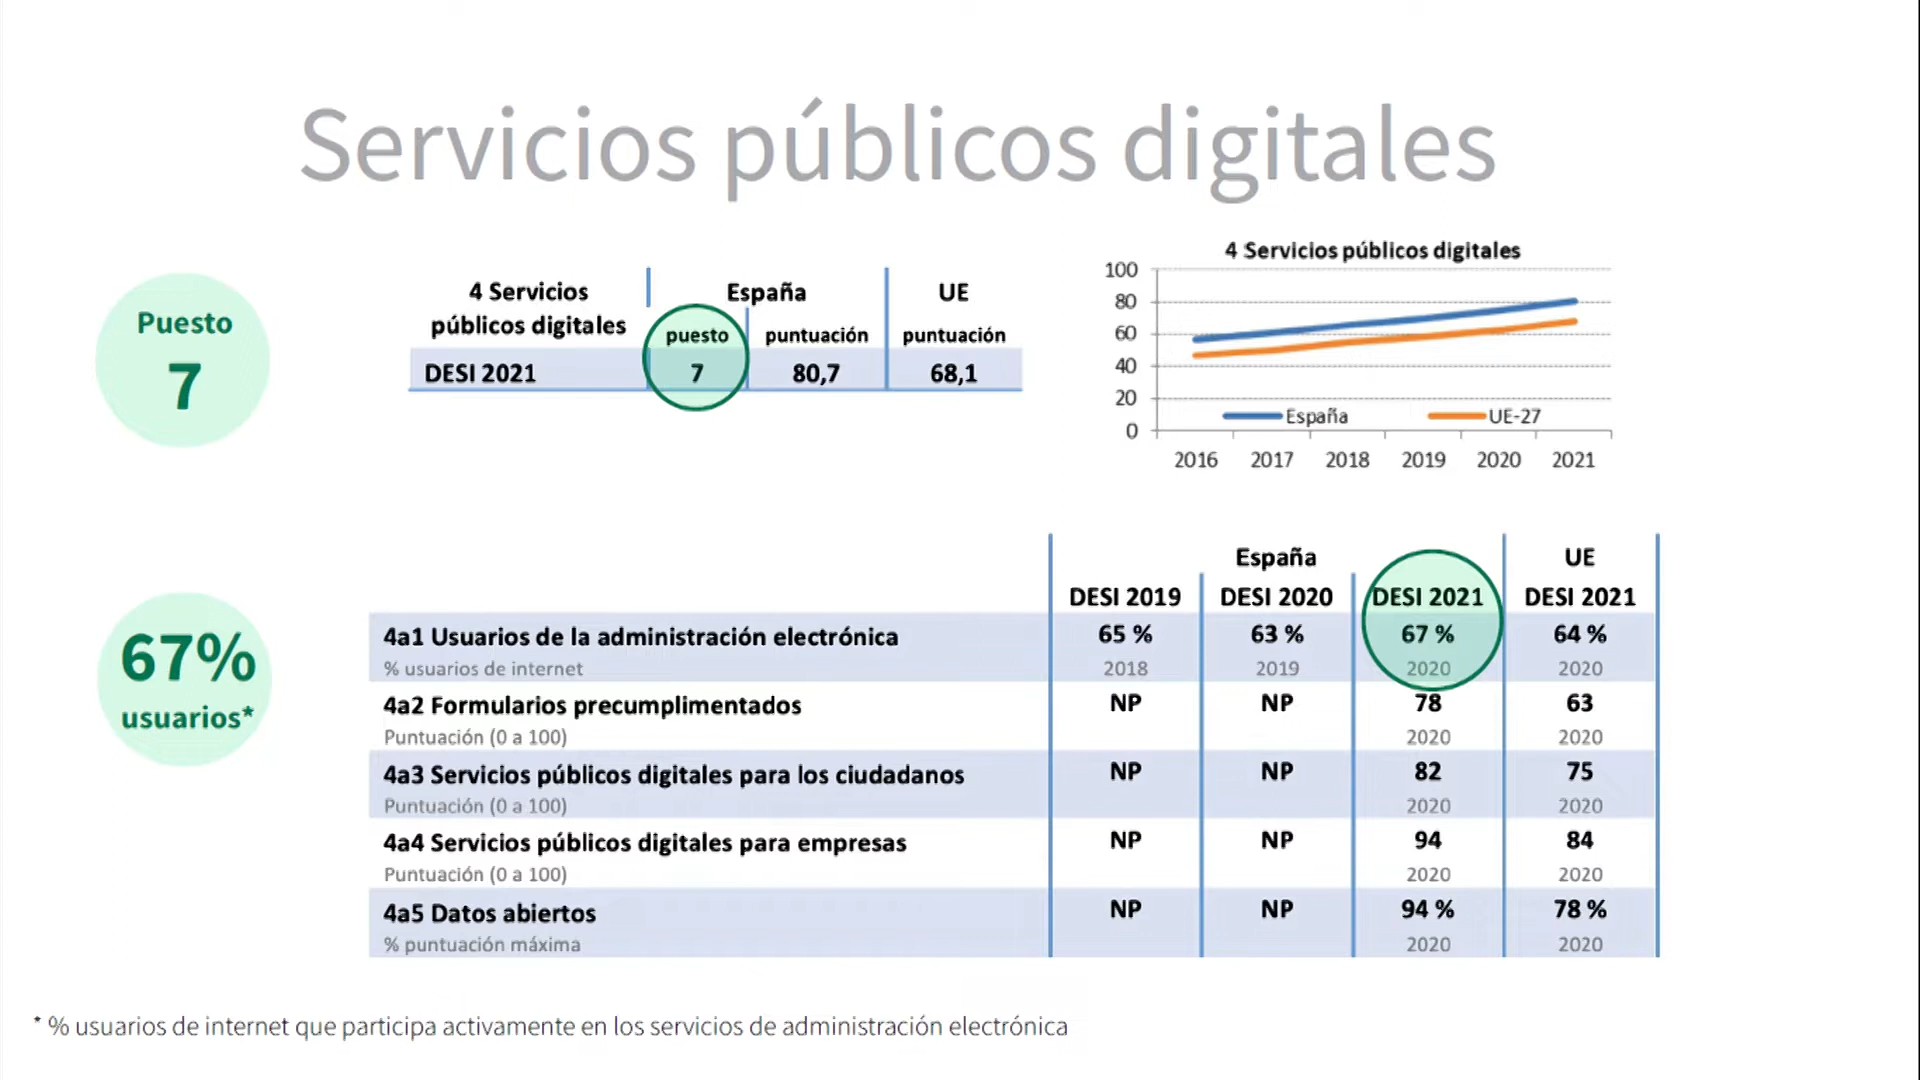 Servicios públicos digitales
Puesto
7
4 Servicios públicos digitales
España
UE
puesto
puntuación
puntuación
DESI 2021
7
80,7
68,1
4 Servicios públicos digitales
100
80
60
40
20
0
España
UE-27
2016 2017 2018 2019 2020 2021
67%
usuarios*
España
UE
DESI 2019 DESI 2020 DESI 2021 DESI 2021
4a1 Usuarios de la administración electrónica 65 % 63 % 67 % 64 %
% usuarios de internet 2018 2019 2020 2020
4a2 Formularios precumplimentados NP NP 78 63
Puntuación (0 a 100) 2020 2020
4a3 Servicios públicos digitales para los ciudadanos NP NP 82 75
Puntuación (0 a 100) 2020 2020
4a4 Servicios públicos digitales para empresas NP NP 94 84
Puntuación (0 a 100) 2020 2020
4a5 Datos abiertos NP NP 94 % 78 %
% puntuación máxima 2020 2020
* % usuarios de internet que participa activamente en los servicios de administración electrónica